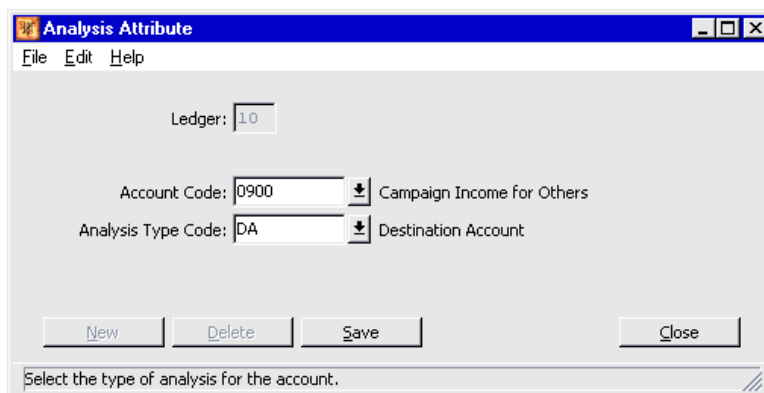 Analysis Attribute
File Edit Help
Ledger: 10
Account Code: 0900 Campaign Income for Others
Analysis Type Code: DA Destination Account
New Delete Save Close
Select the type of analysis for the account.